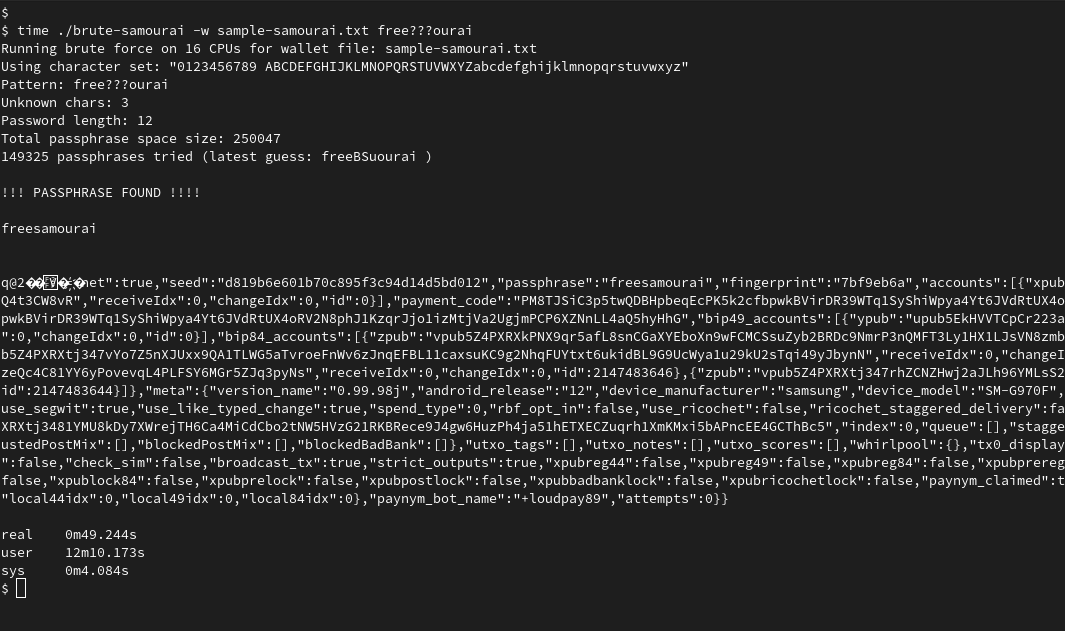 $
$ time ./brute-samourai -w sample-samourai.txt free???ourai
Running brute force on 16 CPUs for wallet file: sample-samourai.txt
Using character set: "0123456789 ABCDEFGHIJKLMNOPQRSTUVWXYZabcdefghijklmnopqrstuvwxyz"
Pattern: free???ourai
Unknown chars: 3
Password length: 12
Total passphrase space size: 250047
149325 passphrases tried (latest guess: freeBSuourai )
!!! PASSPHRASE FOUND !!!!
freesamourai
q@2 net":true,"seed":"d819b6e601b70c895f3c94d14d5bd012","passphrase":"freesamourai","fingerprint":"7bf9eb6a","accounts":[{"xpub
Q4t3CW8vR","receiveIdx":0,"changeIdx":0,"id":0}],"payment_code":"PM8TJSiC3p5twQDBHpbeqEcPK5k2cfbpwkBVirDR39WTq1SyShiWpya4Yt6JVdRtUX4o
pwkBVirDR39WTq1SyShiWpya4Yt6JVdRtUX4oRV2N8phJ1KzqrJjo1izMtjVa2UgjmPCP6XZNnLL4aQ5hyHhG","bip49_accounts":[{"ypub":"upub5EkHVVTCpCr223a
":0,"changeIdx":0,"id":0}],"bip84_accounts":[{"zpub":"vpub5Z4PXRXkPNX9qr5afL8snCGaXYEboXn9wFCMCSsuZyb2BRDc9NmrP3nQMFT3Ly1HX1LJsVN8zmb
b5Z4PXRXtj347vYo7Z5nXJUxx9QA1TLWG5aTvroeFnWv6zJnqEFBL11caxsuKC9g2NhqFUYtxt6ukidBL9G9UcWya1u29kU2sTqi49yJbynN","receiveIdx":0,"changeI
zeQc4C81YY6yPovevqL4PLFSY6MGr5ZJq3pyNs","receiveIdx":0,"changeIdx":0,"id":2147483646},{"zpub":"vpub5Z4PXRXtj347rhZCNZHwj2aJLh96YMLsS2
id":2147483644}]},"meta":{"version_name":"0.99.98j","android_release":"12","device_manufacturer":"samsung","device_model":"SM-G970F",
use_segwit":true,"use_like_typed_change":true,"spend_type":0,"rbf_opt_in":false,"use_ricochet":false,"ricochet_staggered_delivery":fa
XRXtj3481YMU8kDy7XWrejTH6Ca4MiCdCbo2tNW5HVzG21RKBRece9J4gw6HuzPh4ja51hETXECZuqrh1XmKMxi5bAPncEE4GCThBc5","index":0,"queue":[],"stagge
ustedPostMix":[],"blockedPostMix":[],"blockedBadBank":[]},"utxo_tags":[],"utxo_notes":[],"utxo_scores":[],"whirlpool":{},"tx0_display
":false,"check_sim":false,"broadcast_tx":true,"strict_outputs":true,"xpubreg44":false,"xpubreg49":false,"xpubreg84":false,"xpubprereg
false,"xpublock84":false,"xpubprelock":false,"xpubpostlock":false,"xpubbadbanklock":false,"xpubricochetlock":false,"paynym_claimed":t
"local44idx":0,"local49idx":0,"local84idx":0},"paynym_bot_name":"+loudpay89","attempts":0}}
real 0m49.244s
user 12m10.173s
sys 0m4.084s
$